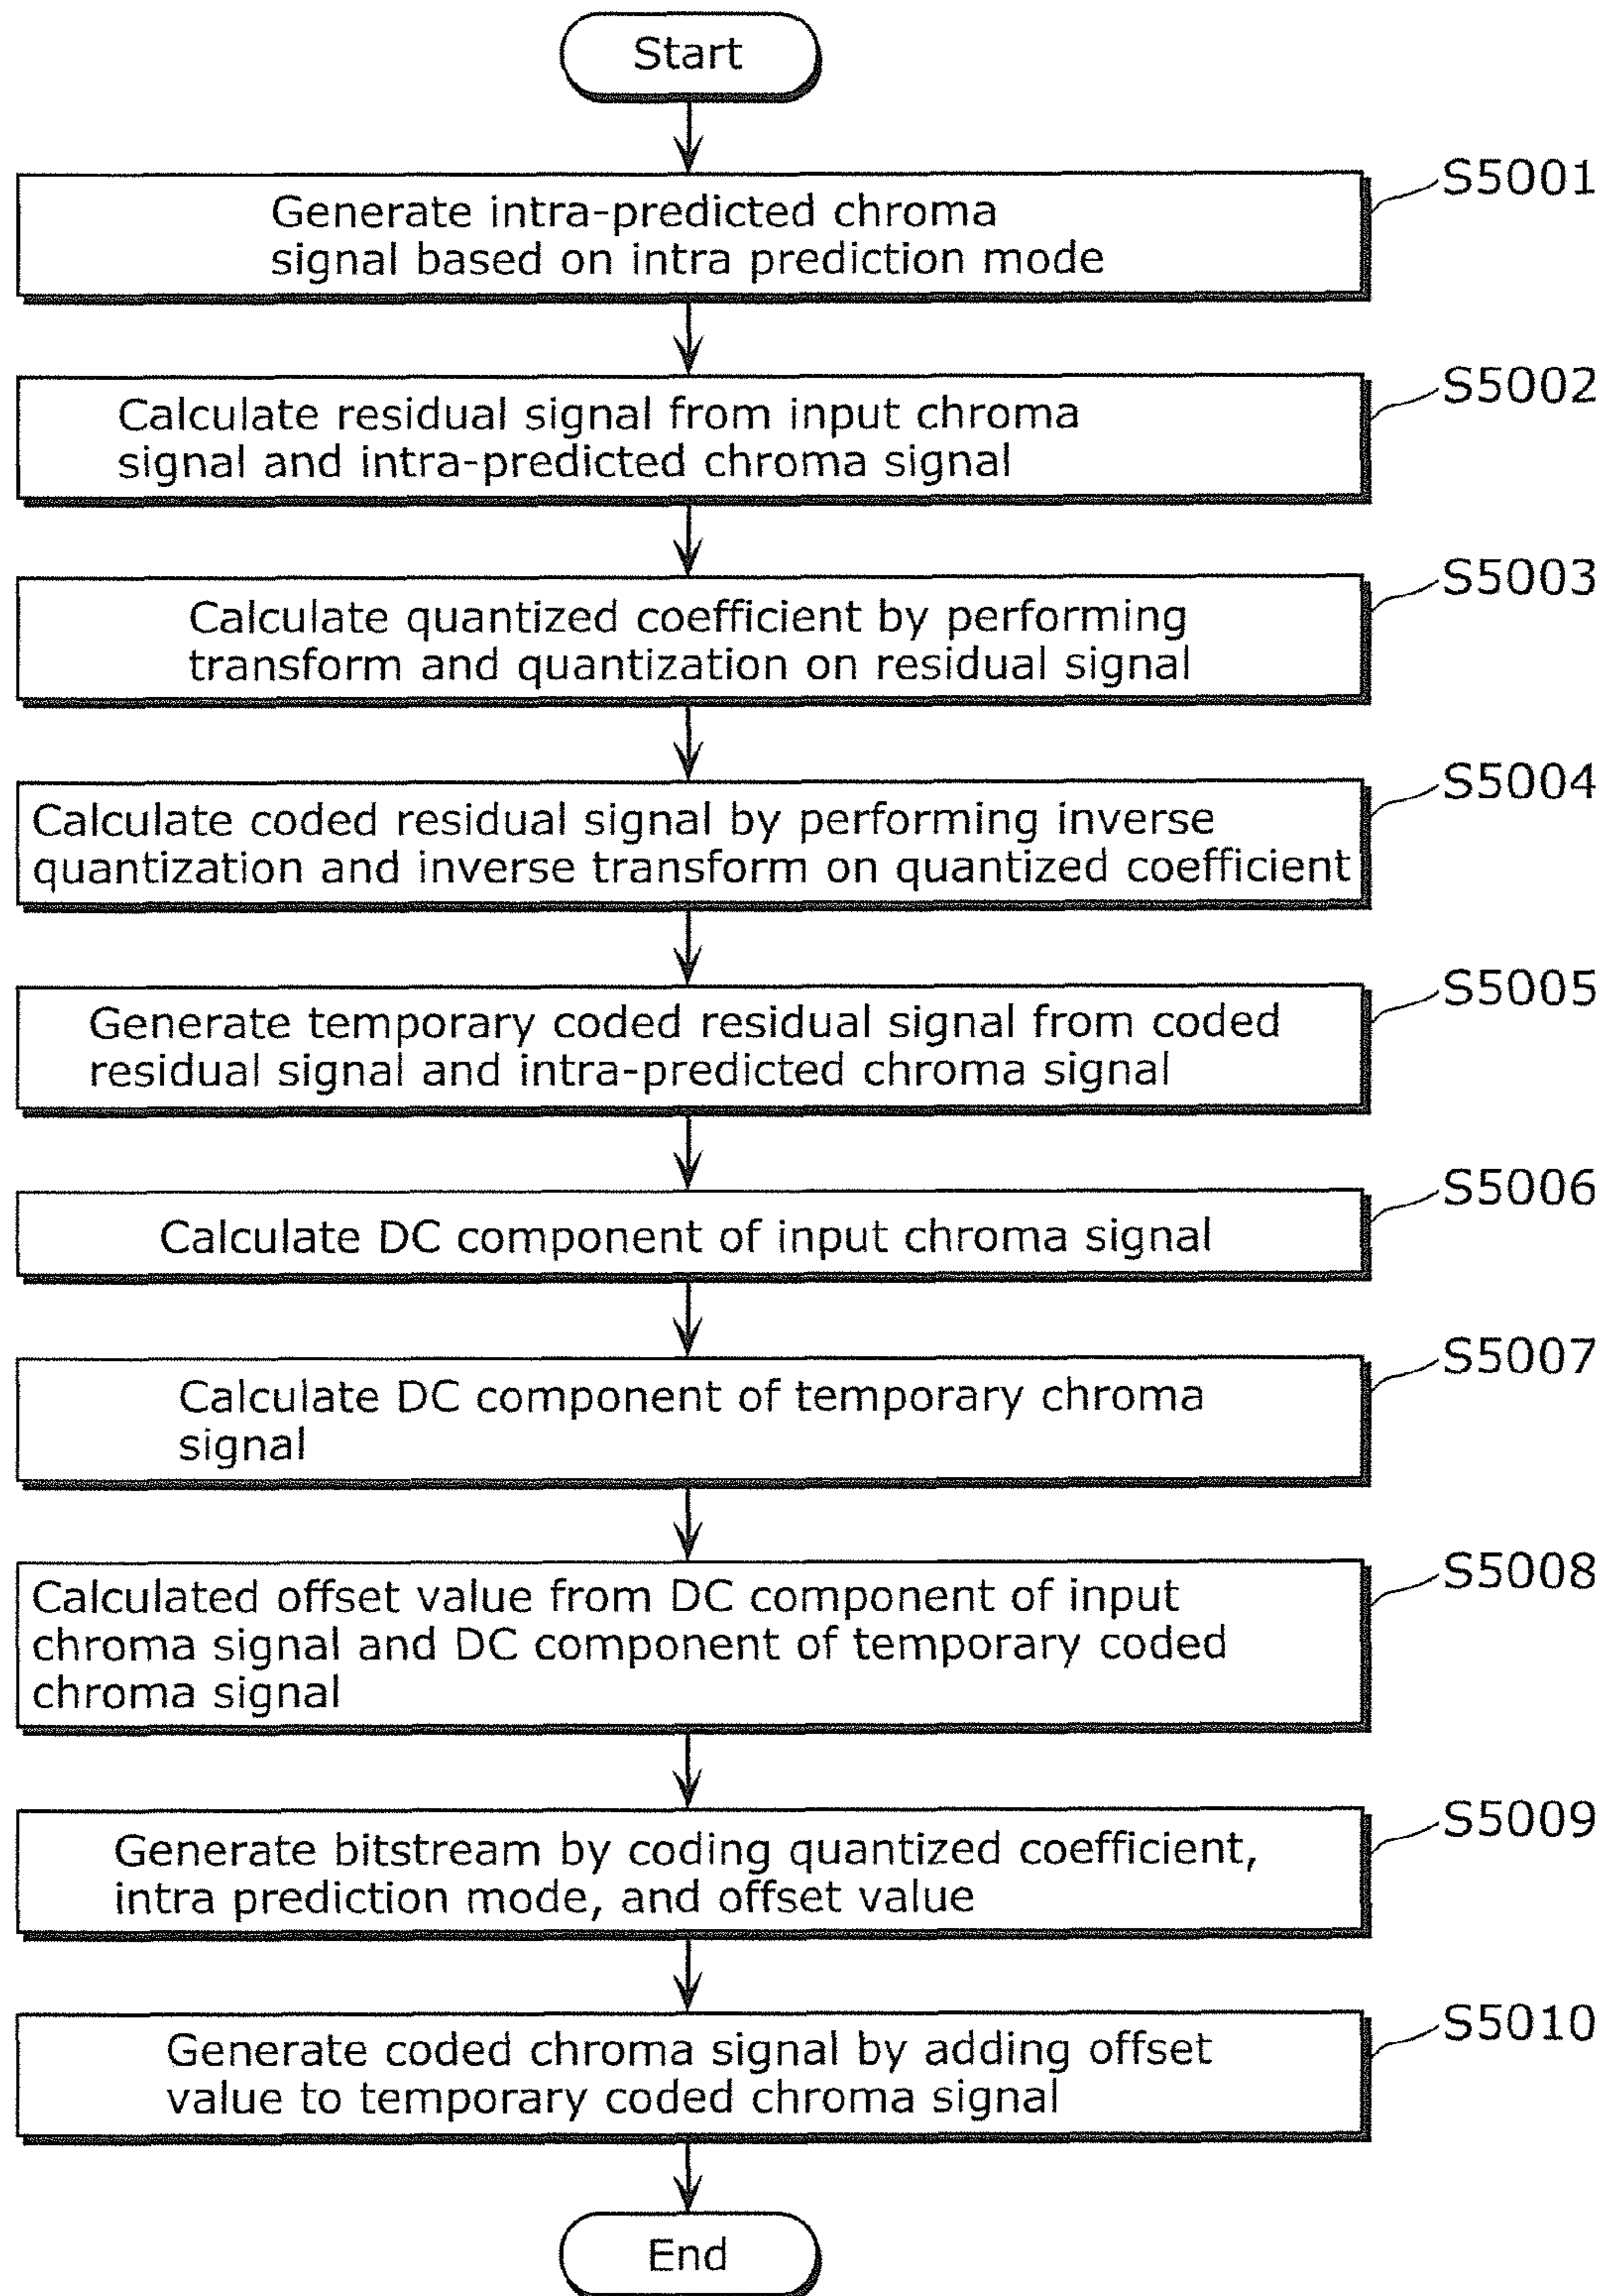 Start
S5001
Generate intra-predicted chroma
signal based on intra prediction mode
S5002
Calculate residual signal from input chroma
signal and intra-predicted chroma signal
S5003
Calculate quantized coefficient by performing
transform and quantization on residual signal
S5004
Calculate coded residual signal by performing inverse
quantization and inverse transform on quantized coefficient
S5005
Generate temporary coded residual signal from coded
residual signal and intra-predicted chroma signal
S5006
Calculate DC component of input chroma signal
S5007
Calculate DC component of temporary chroma
signal
S5008
Calculated offset value from DC component of input
chroma signal and DC component of temporary coded
chroma signal
S5009
Generate bitstream by coding quantized coefficient,
intra prediction mode, and offset value
S5010
Generate coded chroma signal by adding offset
value to temporary coded chroma signal
End